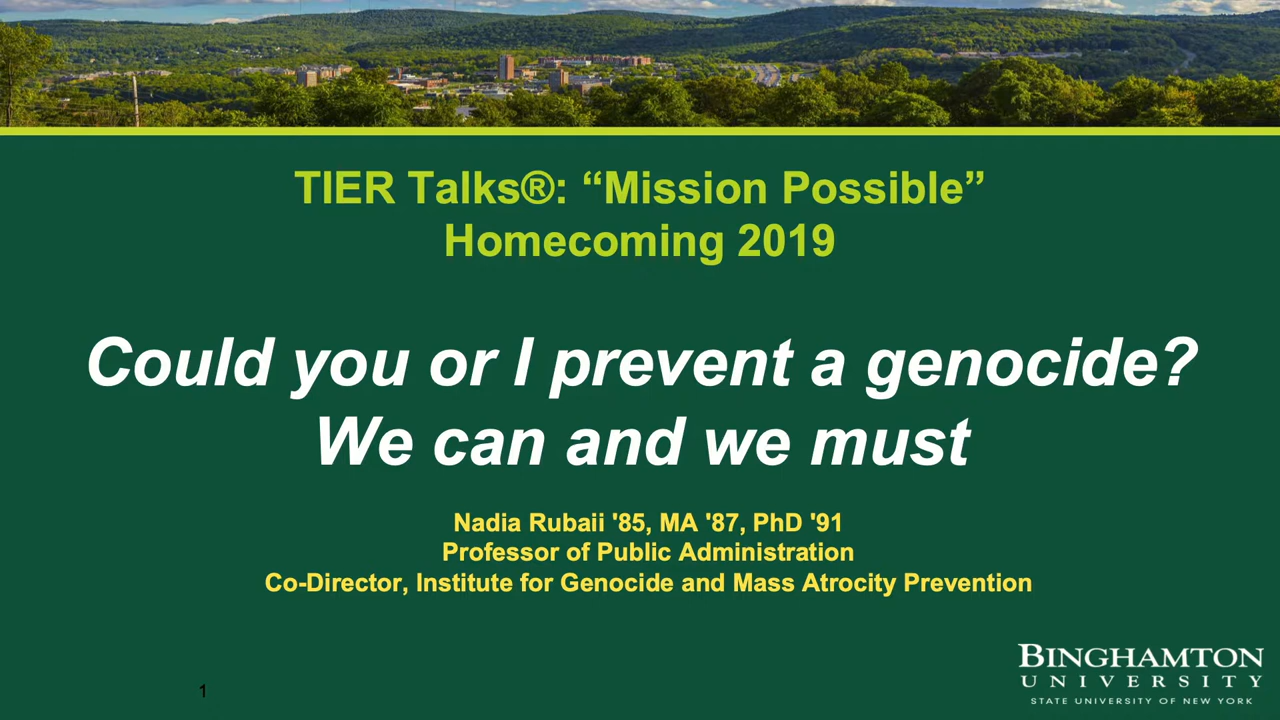 TIER Talks®: “Mission Possible”
Homecoming 2019
Could you or I prevent a genocide?
We can and we must
Nadia Rubaii '85, MA '87, PhD '91
Professor of Public Administration
Co-Director, Institute for Genocide and Mass Atrocity Prevention
BINGHAMTON
UNIVERSITY
STATE UNIVERSITY OF NEW YORK
1